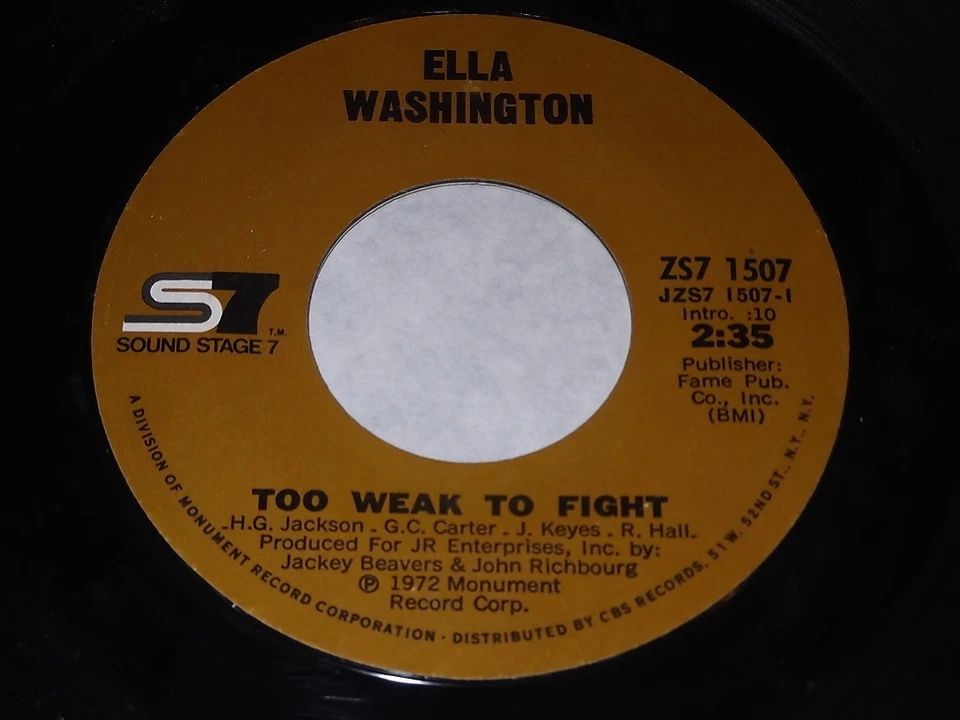 ELLA
WASHINGTON
S7 T.M.
SOUND STAGE 7
ZS7 1507
JZS7 1507-1
Intro. :10
2:35
Publisher:
Fame Pub.
Co., Inc.
(BMI)
TOO WEAK TO FIGHT
-H.G. Jackson - G.C. Carter - J. Keyes - R. Hall-
Produced For JR Enterprises, Inc. by:
Jackey Beavers & John Richbourg
℗ 1972 Monument
Record Corp.
A DIVISION OF MONUMENT RECORD CORPORATION · DISTRIBUTED BY CBS RECORDS, 51 W. 52ND ST., N.Y., N.Y.